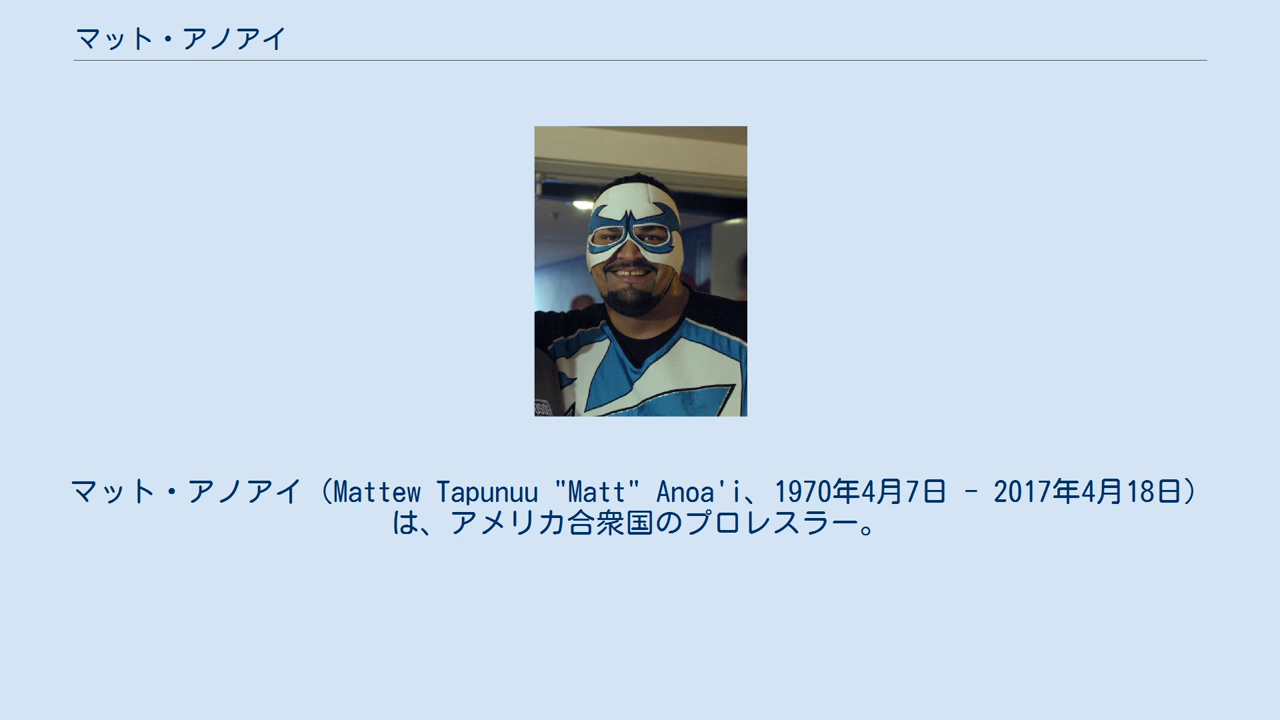 マット・アノアイ
マット・アノアイ（Mattew Tapunuu "Matt" Anoa'i、1970年4月7日 - 2017年4月18日）
は、アメリカ合衆国のプロレスラー。